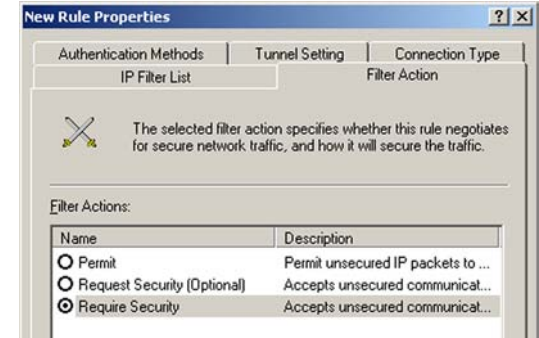 New Rule Properties
Authentication Methods Tunnel Setting Connection Type
IP Filter List Filter Action
The selected filter action specifies whether this rule negotiates
for secure network traffic, and how it will secure the traffic.
Filter Actions:
Name Description
Permit Permit unsecured IP packets to ...
Request Security (Optional) Accepts unsecured communicat...
Require Security Accepts unsecured communicat...